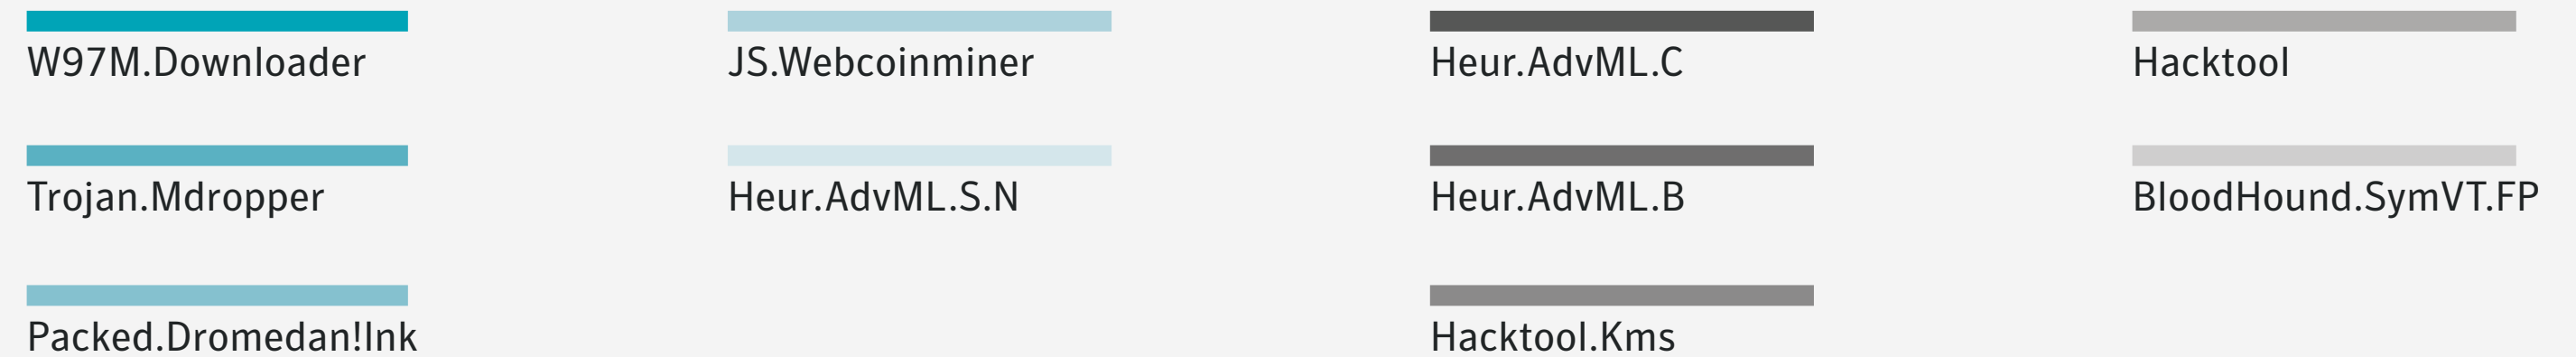 W97M.Downloader
JS.Webcoinminer
Heur.AdvML.C
Hacktool
Trojan.Mdropper
Heur.AdvML.S.N
Heur.AdvML.B
BloodHound.SymVT.FP
Packed.Dromedan!lnk
Hacktool.Kms